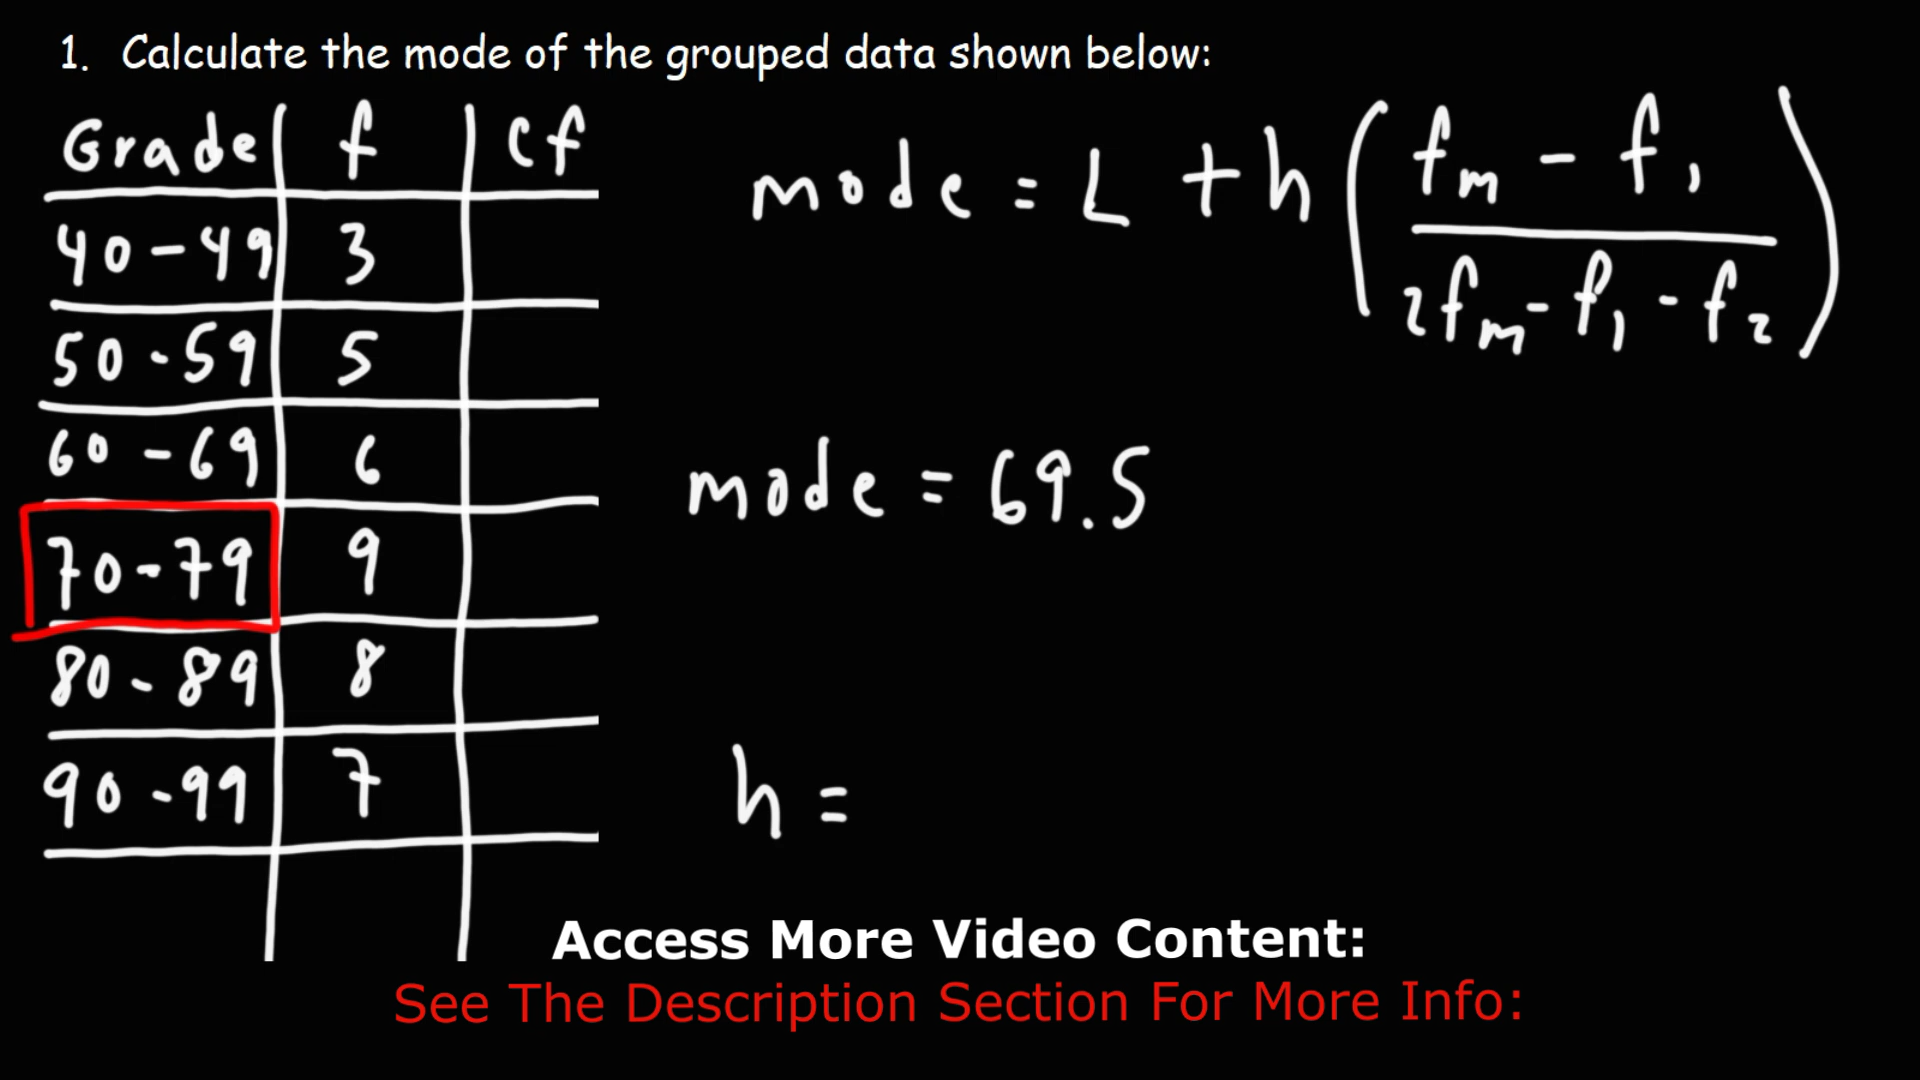 1. Calculate the mode of the grouped data shown below:
Grade f cf
40-49 3
50-59 5
60-69 6
70-79 9
80-89 8
90-99 7
mode = L + h ( fm - f1 / 2fm - f1 - f2 )
mode = 69.5
h =
Access More Video Content:
See The Description Section For More Info: